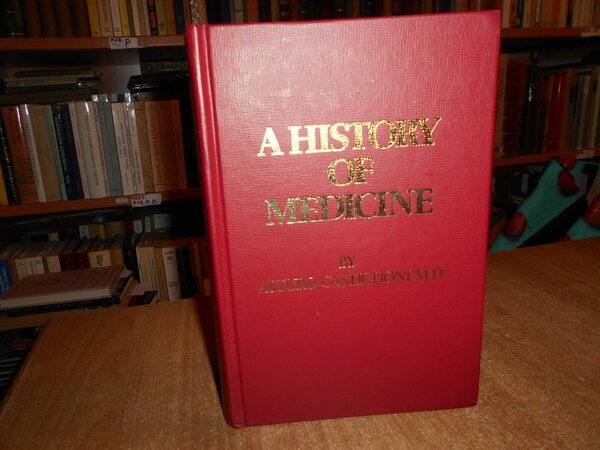 A HISTORY
OF
MEDICINE
BY
ARTURO CASTIGLIONI, M.D.